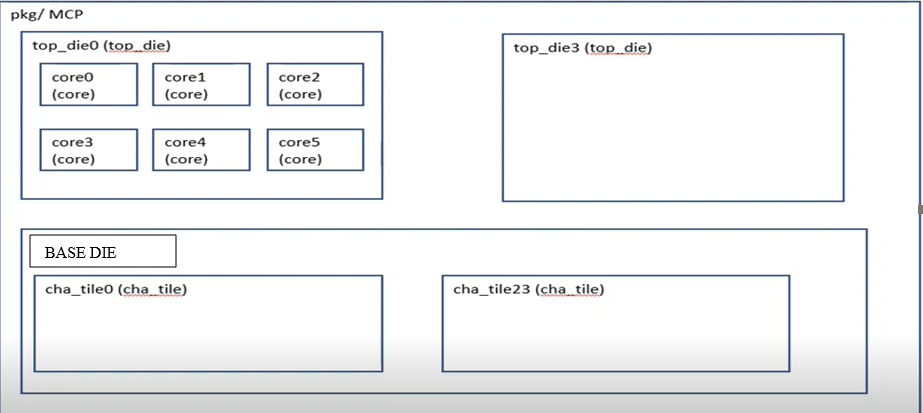 pkg/ MCP
top_die0 (top_die)
core0
(core)
core1
(core)
core2
(core)
core3
(core)
core4
(core)
core5
(core)
top_die3 (top_die)
BASE DIE
cha_tile0 (cha_tile)
cha_tile23 (cha_tile)